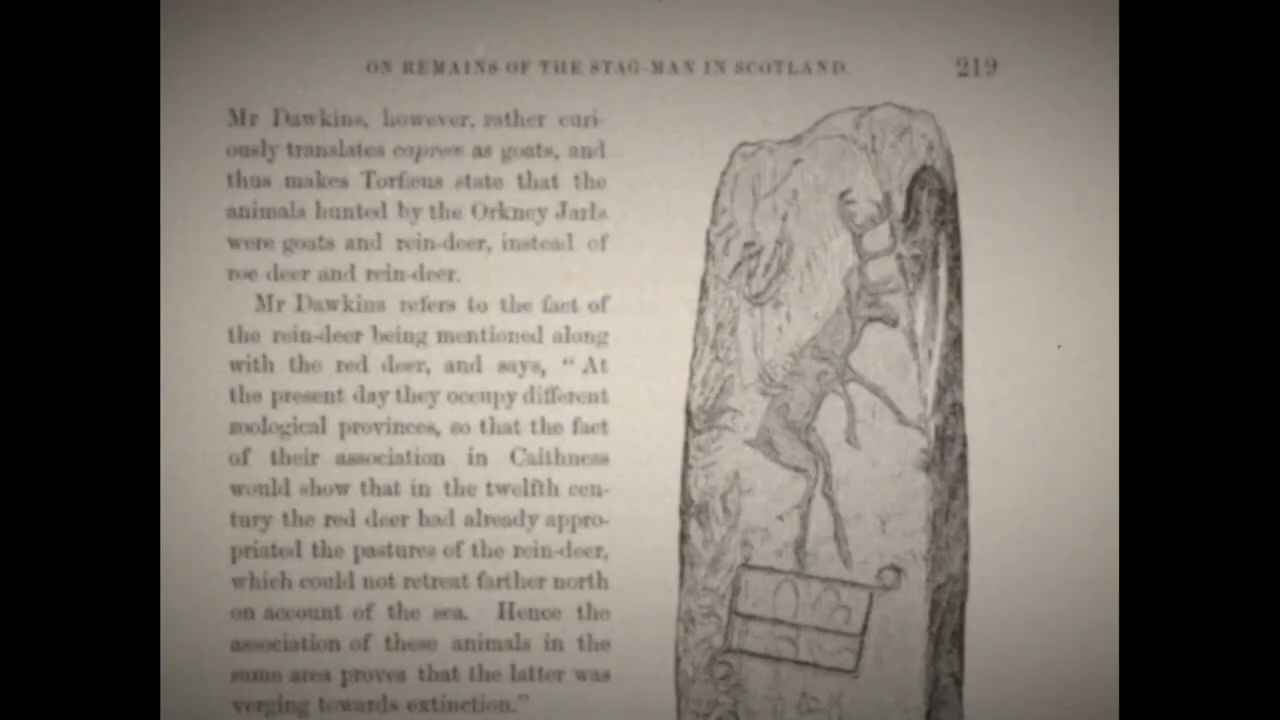 ON REMAINS OF THE STAG-MAN IN SCOTLAND.
219
Mr Dawkins, however, rather curi-
ously translates capreæ as goats, and
thus makes Torfæus state that the
animals hunted by the Orkney Jarls
were goats and rein-deer, instead of
roe deer and rein-deer.
Mr Dawkins refers to the fact of
the rein-deer being mentioned along
with the red deer, and says, “At
the present day they occupy different
zoological provinces, so that the fact
of their association in Caithness
would show that in the twelfth cen-
tury the red deer had already appro-
priated the pastures of the rein-deer,
which could not retreat farther north
on account of the sea. Hence the
association of these animals in the
same area proves that the latter was
verging towards extinction.”